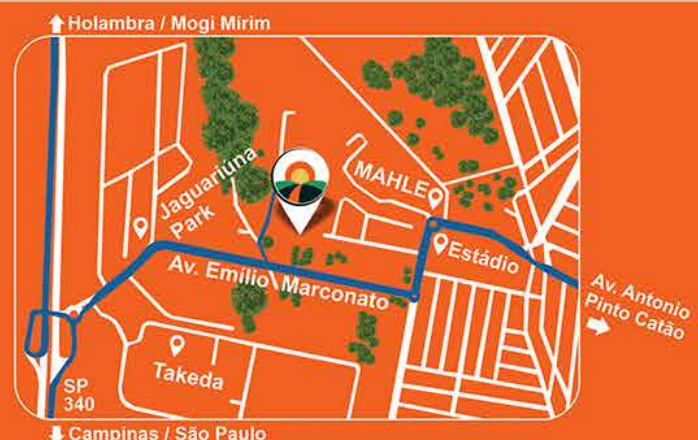 Holambra / Mogi Mirim
Jaguariúna
Park
MAHLE
Estádio
Av. Emílio Marconato
Av. Antonio
Pinto Catão
Takeda
SP
340
Campinas / São Paulo